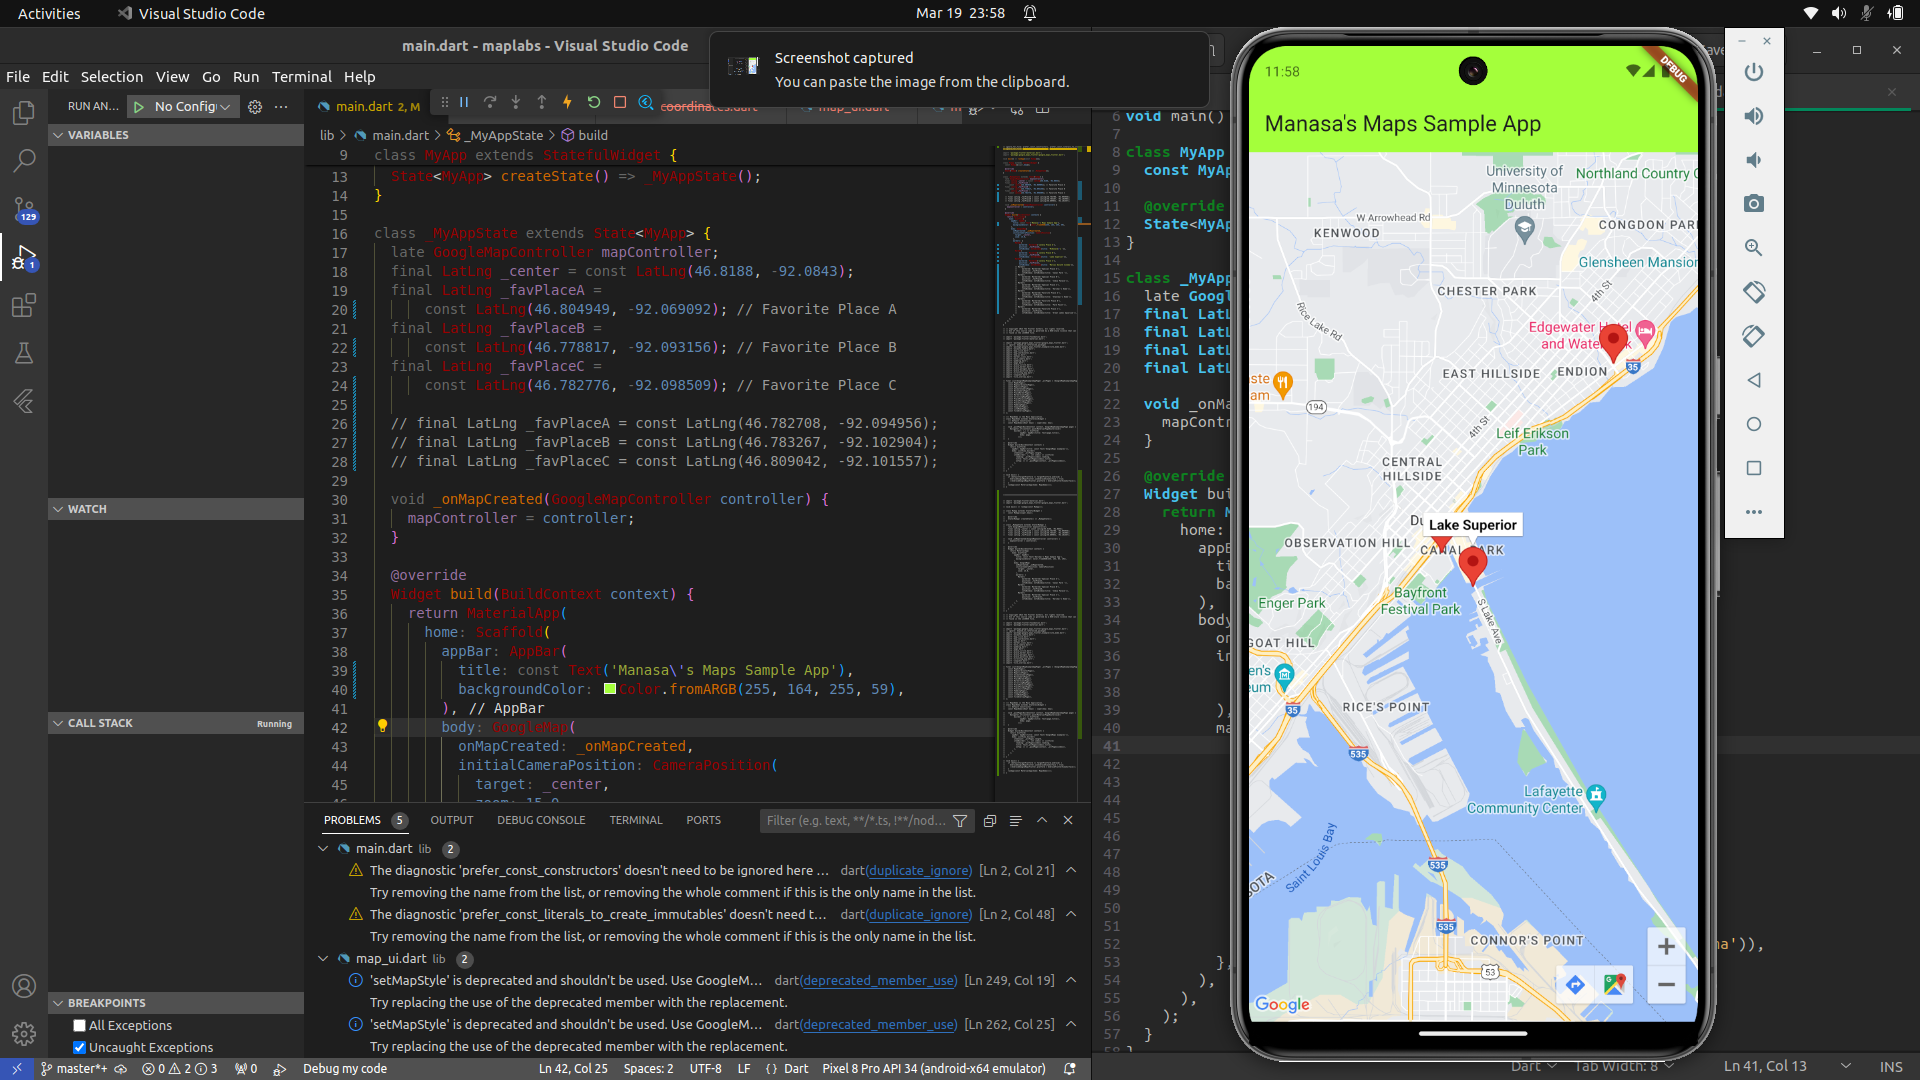 Activities
Visual Studio Code
Mar 19 23:58
main.dart - maplabs - Visual Studio Code
Screenshot captured
You can paste the image from the clipboard.
File Edit Selection View Go Run Terminal Help
RUN AN...
No Config
main.dart 2, M
coordinates.dart
map_ui.dart
lib
main.dart
_MyAppState
build
VARIABLES
WATCH
CALL STACK
Running
BREAKPOINTS
All Exceptions
Uncaught Exceptions
129
1
9 class MyApp extends StatefulWidget {
13 State<MyApp> createState() => _MyAppState();
14 }
15
16 class _MyAppState extends State<MyApp> {
17 late GoogleMapController mapController;
18 final LatLng _center = const LatLng(46.8188, -92.0843);
19 final LatLng _favPlaceA =
20 const LatLng(46.804949, -92.069092); // Favorite Place A
21 final LatLng _favPlaceB =
22 const LatLng(46.778817, -92.093156); // Favorite Place B
23 final LatLng _favPlaceC =
24 const LatLng(46.782776, -92.098509); // Favorite Place C
25
26 // final LatLng _favPlaceA = const LatLng(46.782708, -92.094956);
27 // final LatLng _favPlaceB = const LatLng(46.783267, -92.102904);
28 // final LatLng _favPlaceC = const LatLng(46.809042, -92.101557);
29
30 void _onMapCreated(GoogleMapController controller) {
31 mapController = controller;
32 }
33
34 @override
35 Widget build(BuildContext context) {
36 return MaterialApp(
37 home: Scaffold(
38 appBar: AppBar(
39 title: const Text('Manasa\'s Maps Sample App'),
40 backgroundColor: Color.fromARGB(255, 164, 255, 59),
41 ), // AppBar
42 body: GoogleMap(
43 onMapCreated: _onMapCreated,
44 initialCameraPosition: CameraPosition(
45 target: _center,
PROBLEMS 5
OUTPUT
DEBUG CONSOLE
TERMINAL
PORTS
Filter (e.g. text, **/*.ts, !**/nod...
main.dart lib 2
The diagnostic 'prefer_const_constructors' doesn't need to be ignored here ... dart(duplicate_ignore) [Ln 2, Col 21]
Try removing the name from the list, or removing the whole comment if this is the only name in the list.
The diagnostic 'prefer_const_literals_to_create_immutables' doesn't need t... dart(duplicate_ignore) [Ln 2, Col 48]
Try removing the name from the list, or removing the whole comment if this is the only name in the list.
map_ui.dart lib 2
'setMapStyle' is deprecated and shouldn't be used. Use GoogleM... dart(deprecated_member_use) [Ln 249, Col 19]
Try replacing the use of the deprecated member with the replacement.
'setMapStyle' is deprecated and shouldn't be used. Use GoogleM... dart(deprecated_member_use) [Ln 262, Col 25]
Try replacing the use of the deprecated member with the replacement.
master*+
0 2 3
0
Debug my code
Ln 42, Col 25
Spaces: 2
UTF-8
LF
{ } Dart
Pixel 8 Pro API 34 (android-x64 emulator)
6 void main()
7
8 class MyApp
9 const MyAp
10
11 @override
12 State<MyAp
13 }
14
15 class _MyApp
16 late Googl
17 final LatL
18 final LatL
19 final LatL
20 final LatL
21
22 void _onMa
23 mapContr
24 }
25
26 @override
27 Widget bui
28 return M
29 home:
30 appB
31 ti
32 ba
33 ),
34 body
35 on
36 in
37
38
39 ),
40 ma
41
42
43
44
45
46
47
48
49
50
51
52 na')),
53 },
54 ),
55 ),
56 );
57 }
Dart
Tab Width: 8
Ln 41, Col 13
INS
11:58
DEBUG
Manasa's Maps Sample App
University of
Minnesota
Duluth
Northland Country C
W Arrowhead Rd
KENWOOD
CONGDON PAR
Glensheen Mansion
CHESTER PARK
4th St
Rice Lake Rd
Edgewater Hotel
EAST HILLSIDE
ENDION
35
194
4th St
Leif Erikson
Park
CENTRAL
HILLSIDE
Lake Superior
OBSERVATION HILL
CANAL PARK
Bayfront
Festival Park
Enger Park
S Lake Ave
GOAT HILL
35
RICE'S POINT
535
Lafayette
Community Center
Saint Louis Bay
535
535
535
CONNOR'S POINT
53
Google